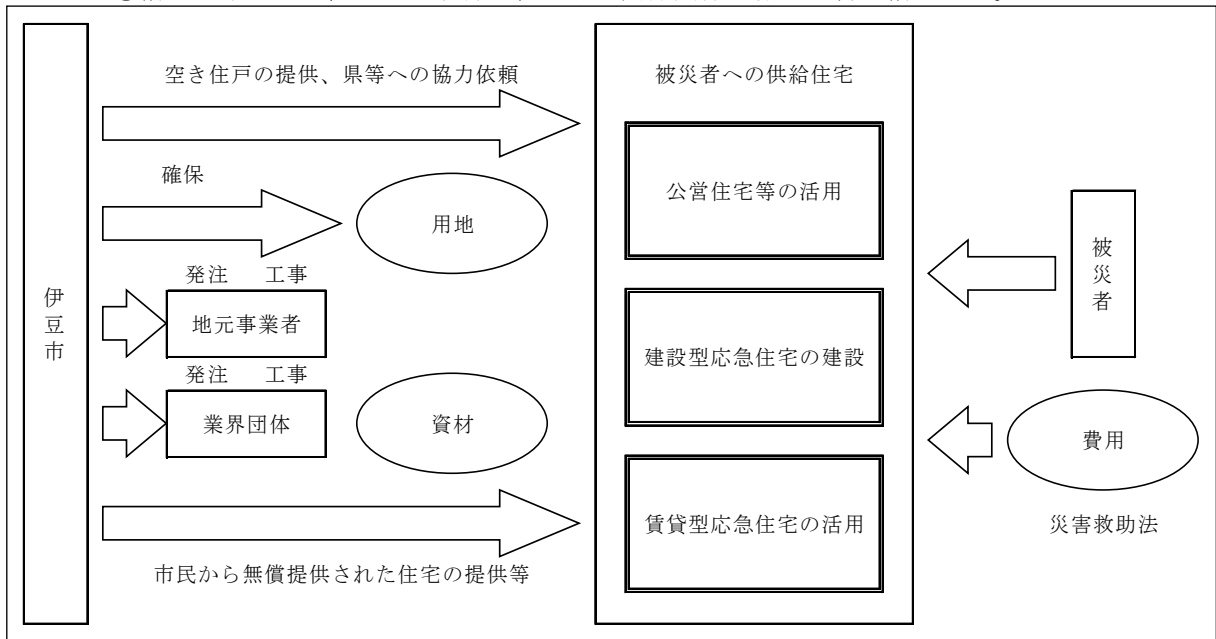 空き住戸の提供、県等への協力依頼
被災者への供給住宅
公営住宅等の活用
確保
用地
被災者
伊豆市
発注 工事
地元事業者
建設型応急住宅の建設
発注 工事
業界団体
資材
費用
災害救助法
賃貸型応急住宅の活用
市民から無償提供された住宅の提供等